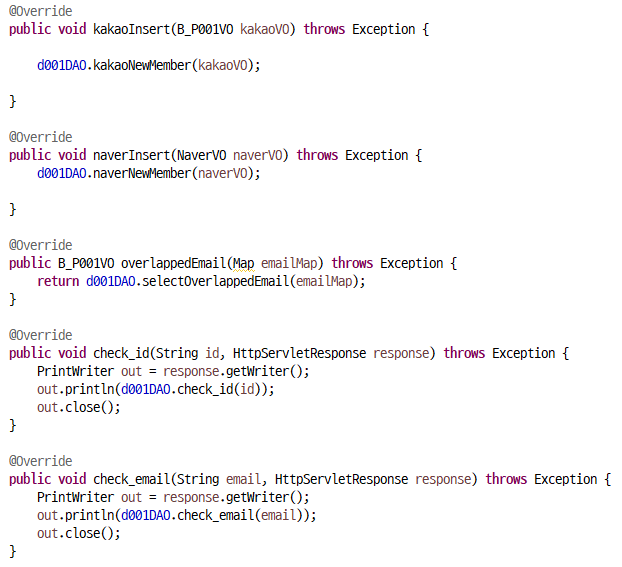 @Override
public void kakaoInsert(B_P001VO kakaoVO) throws Exception {
d001DAO.kakaoNewMember(kakaoVO);
}
@Override
public void naverInsert(NaverVO naverVO) throws Exception {
d001DAO.naverNewMember(naverVO);
}
@Override
public B_P001VO overlappedEmail(Map emailMap) throws Exception {
return d001DAO.selectOverlappedEmail(emailMap);
}
@Override
public void check_id(String id, HttpServletResponse response) throws Exception {
PrintWriter out = response.getWriter();
out.println(d001DAO.check_id(id));
out.close();
}
@Override
public void check_email(String email, HttpServletResponse response) throws Exception {
PrintWriter out = response.getWriter();
out.println(d001DAO.check_email(email));
out.close();
}